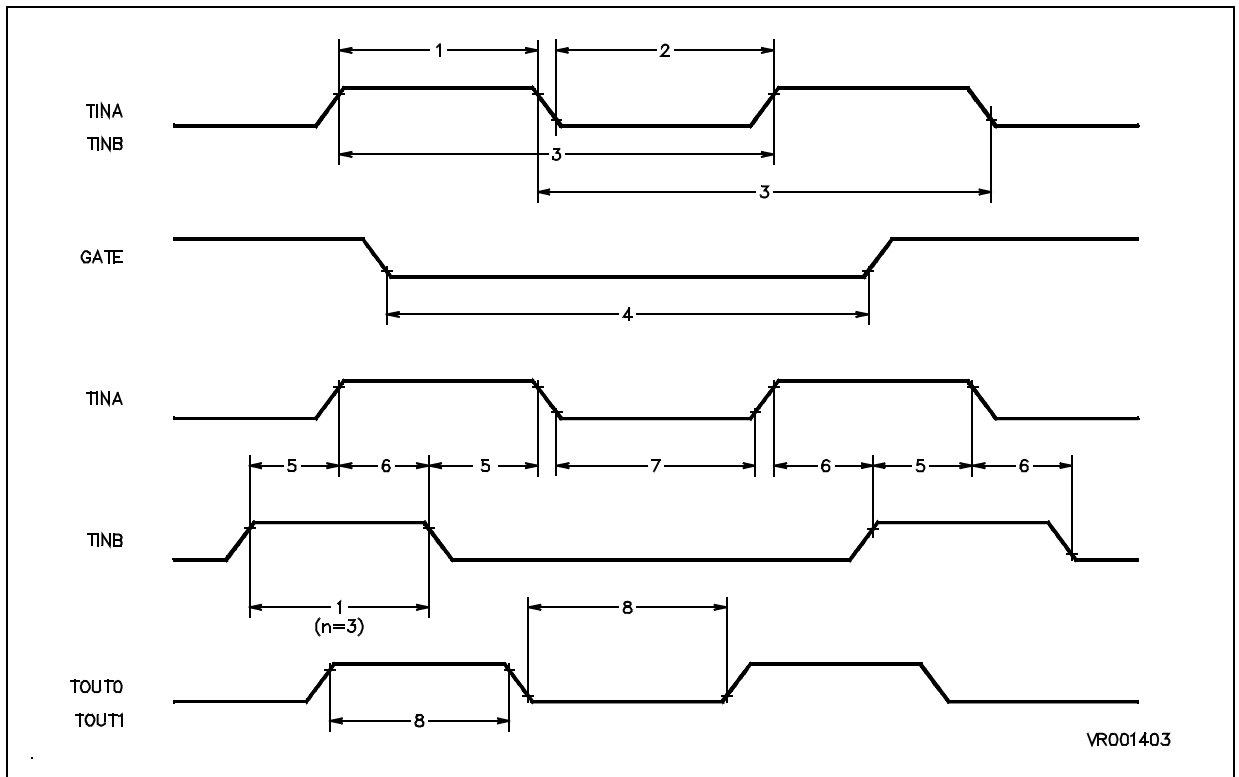 1 2
TINA
TINB
3
3
GATE
4
TINA
5 6 5 7 6 5 6
TINB
1 8
(n=3)
TOUT0
TOUT1 8
VR001403